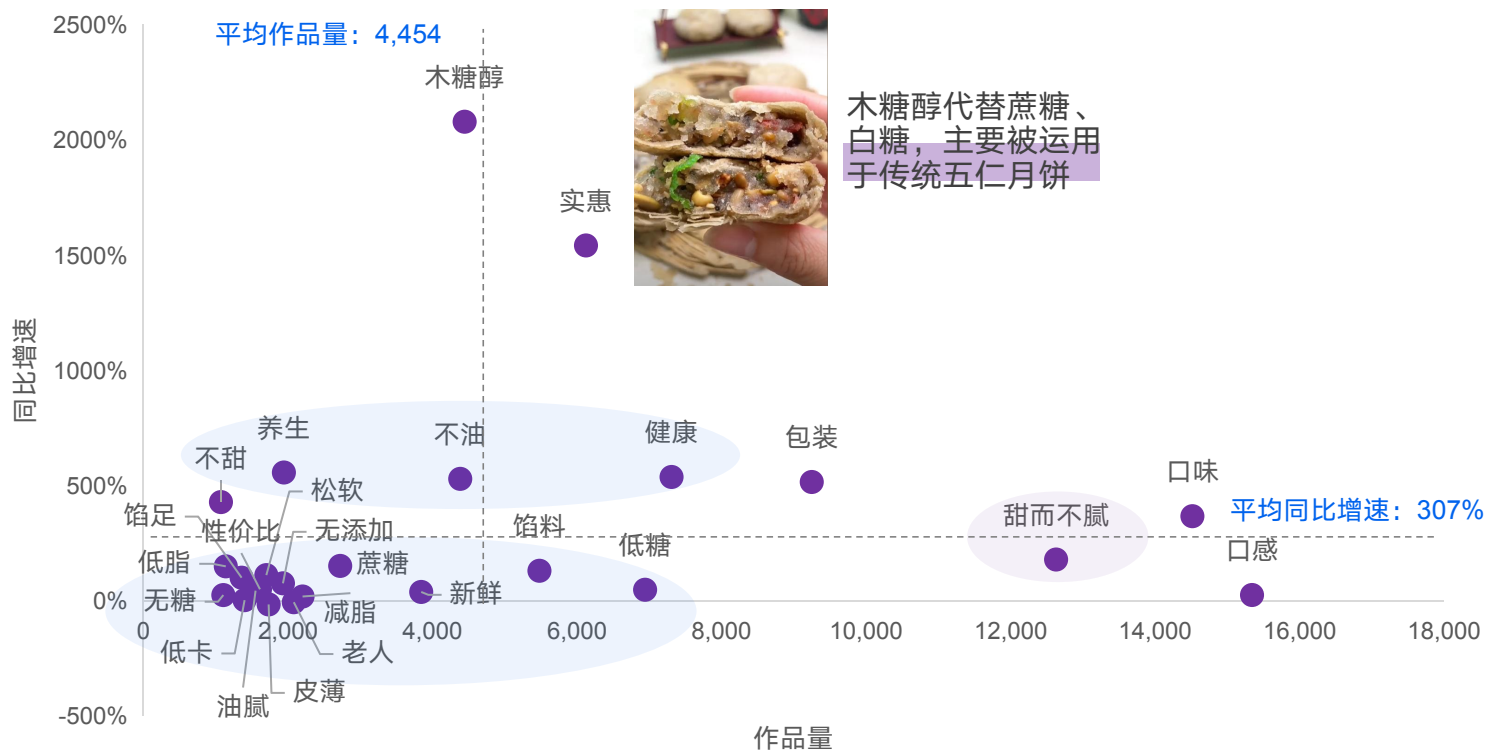 2500%
平均作品量：4,454
木糖醇
木糖醇代替蔗糖、
白糖，主要被运用
于传统五仁月饼
2000%
实惠
1500%
同比增速
1000%
养生
不油
健康
包装
不甜
口味
500%
松软
馅足
性价比
无添加
馅料
甜而不腻
平均同比增速：307%
低脂
蔗糖
低糖
口感
无糖
新鲜
0%
减脂
0
2,000
4,000
6,000
8,000
10,000
12,000
14,000
16,000
18,000
低卡
老人
油腻
皮薄
-500%
作品量